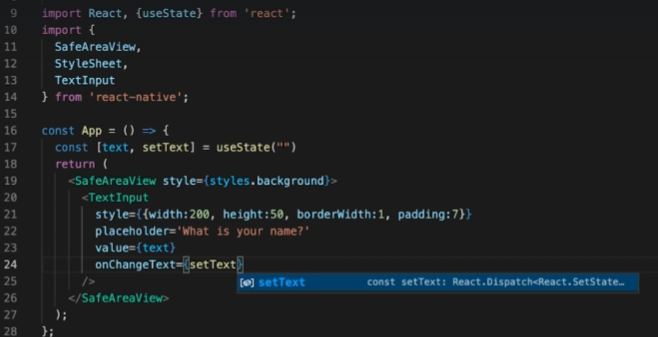 9 import React, {useState} from 'react';
10 import {
11 SafeAreaView,
12 StyleSheet,
13 TextInput
14 } from 'react-native';
15
16 const App = () => {
17 const [text, setText] = useState("")
18 return (
19 <SafeAreaView style={styles.background}>
20 <TextInput
21 style={{width:200, height:50, borderWidth:1, padding:7}}
22 placeholder='What is your name?'
23 value={text}
24 onChangeText={setText}
25 />
setText const setText: React.Dispatch<React.SetState…
26 </SafeAreaView>
27 );
28 };